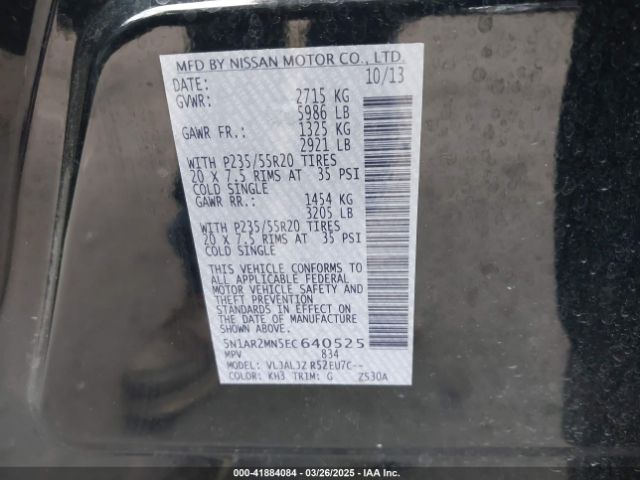 MFD BY NISSAN MOTOR CO., LTD.
DATE: 10/13
GVWR: 2715 KG
5986 LB
GAWR FR.: 1325 KG
2921 LB
WITH P235/55R20 TIRES
20 X 7.5 RIMS AT 35 PSI
COLD SINGLE
GAWR RR.: 1454 KG
3205 LB
WITH P235/55R20 TIRES
20 X 7.5 RIMS AT 35 PSI
COLD SINGLE
THIS VEHICLE CONFORMS TO
ALL APPLICABLE FEDERAL
MOTOR VEHICLE SAFETY AND
THEFT PREVENTION
STANDARDS IN EFFECT ON
THE DATE OF MANUFACTURE
SHOWN ABOVE.
5N1AR2MN5EC640525
MPV 834
MODEL: VLJALJZ R52EU7C--
COLOR: KH3 TRIM: G ZS30A
000-41884084 | 03/26/2025 | IAA Inc.